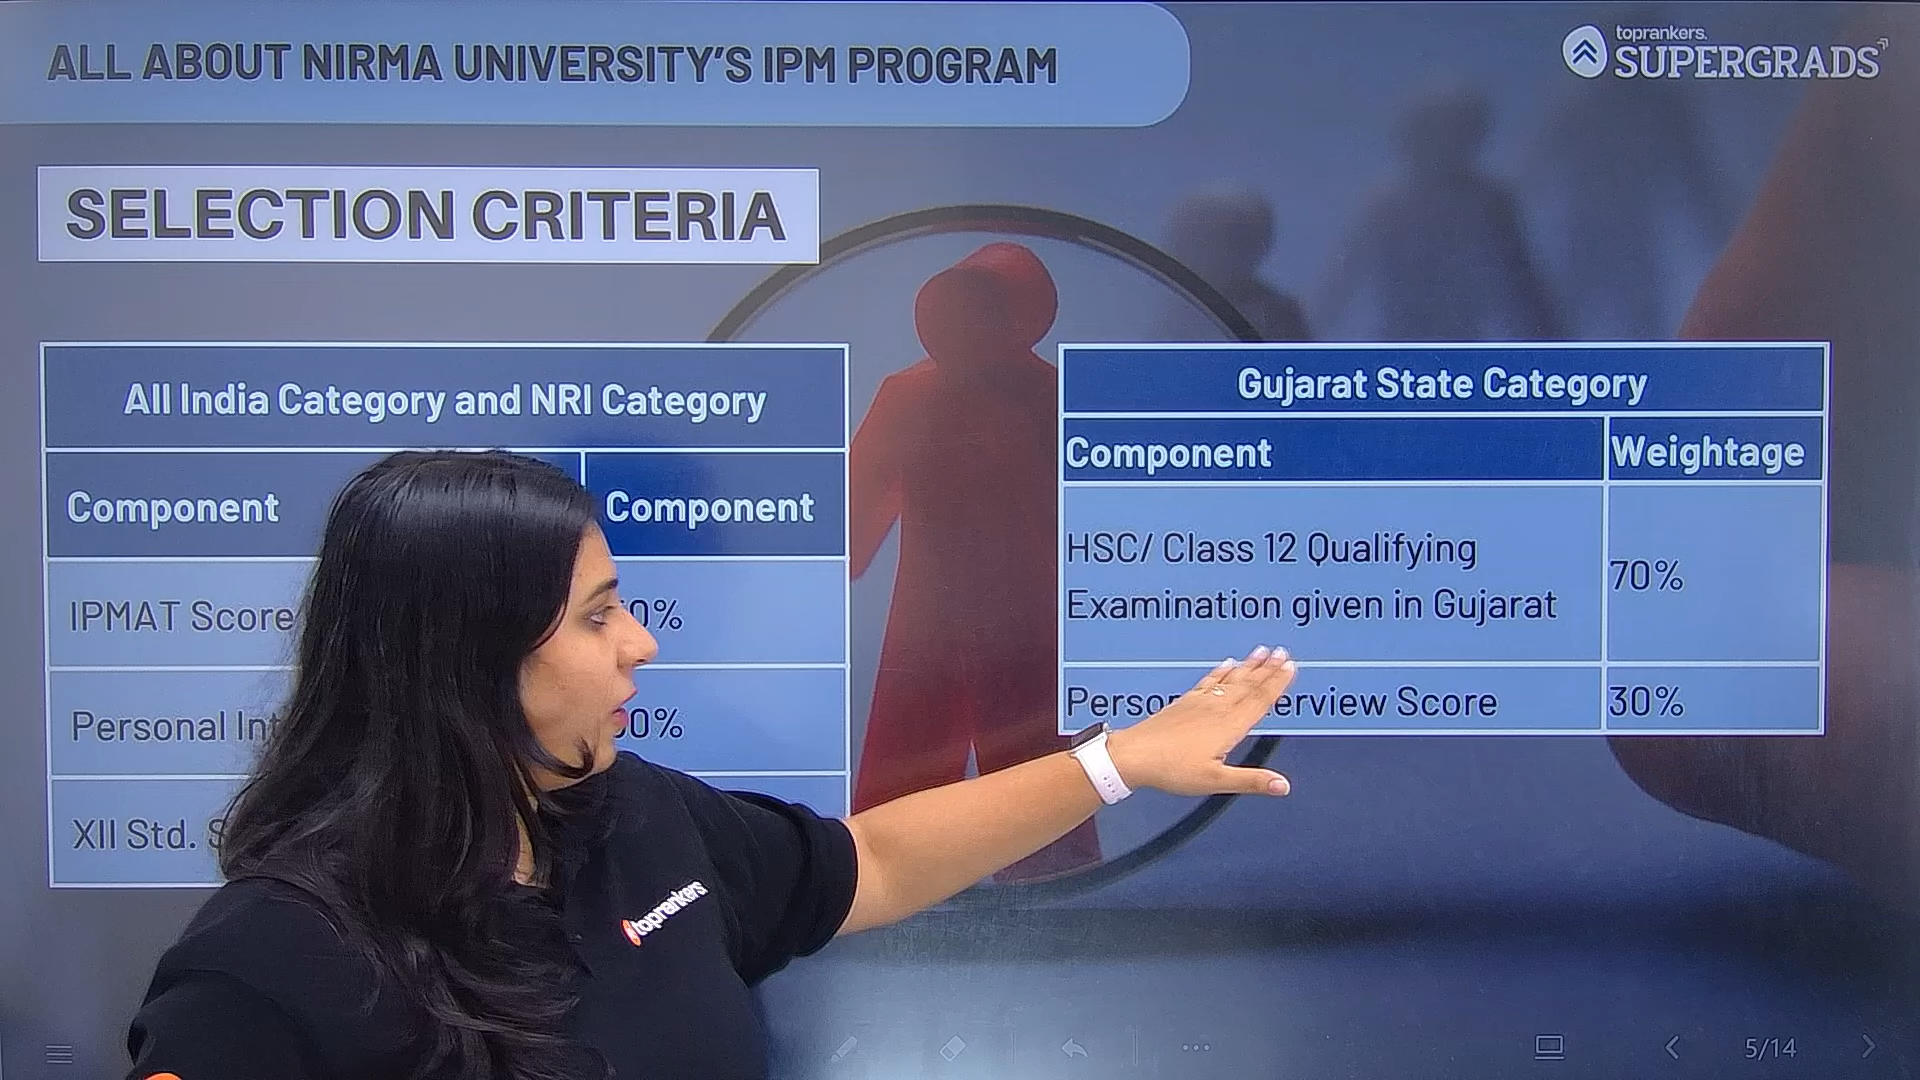 ALL ABOUT NIRMA UNIVERSITY'S IPM PROGRAM
toprankers.
SUPERGRADS
SELECTION CRITERIA
All India Category and NRI Category
Component Component
IPMAT Score
Personal
XII Std.
Gujarat State Category
Component Weightage
HSC/ Class 12 Qualifying
Examination given in Gujarat
70%
Score
30%
toprankers
5/14